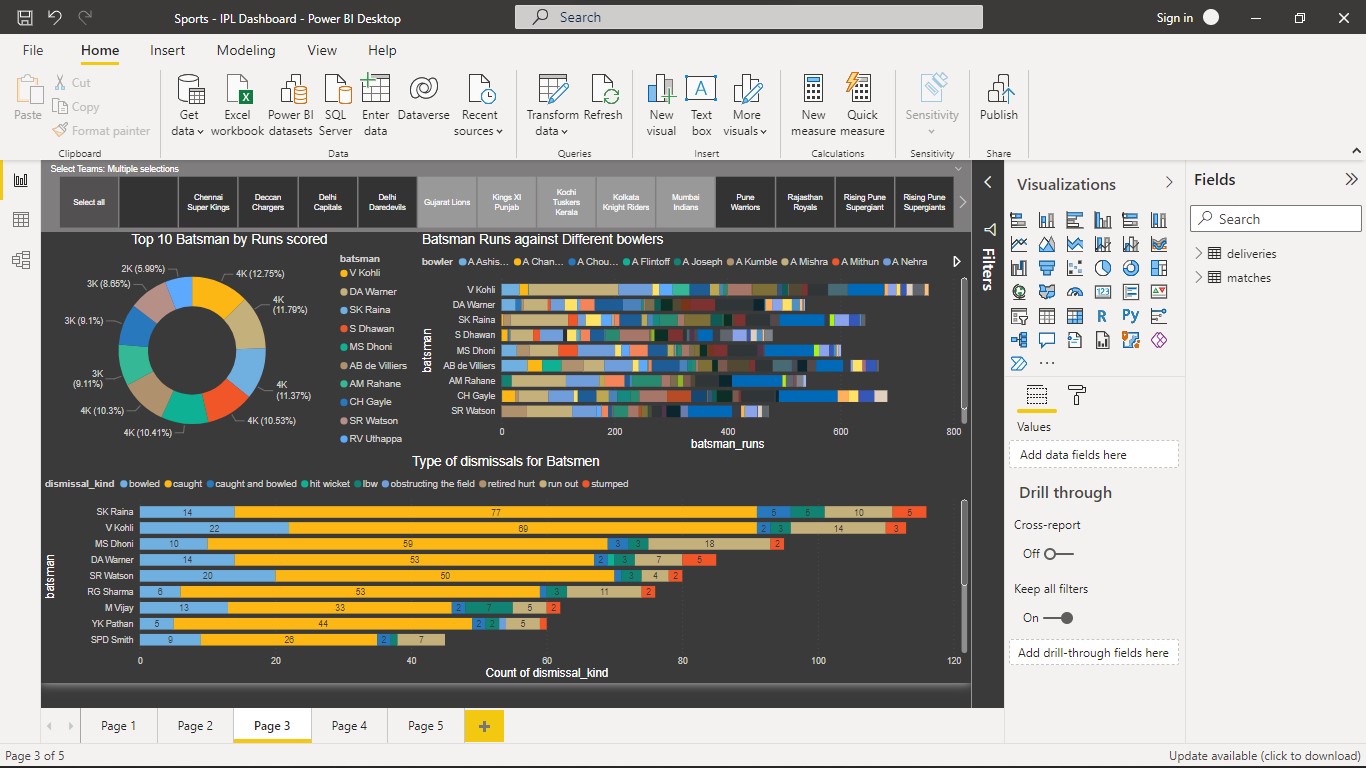 Sports - IPL Dashboard - Power BI Desktop
Search
Sign in
File Home Insert Modeling View Help
Paste
Cut
Copy
Format painter
Clipboard
Get data
Excel workbook
Power BI datasets
SQL Server
Enter data
Dataverse
Recent sources
Data
Transform data
Refresh
Queries
New visual
Text box
More visuals
Insert
New measure
Quick measure
Calculations
Sensitivity
Sensitivity
Publish
Share
Select Teams: Multiple selections
Select all
Chennai Super Kings
Deccan Chargers
Delhi Capitals
Delhi Daredevils
Gujarat Lions
Kings XI Punjab
Kochi Tuskers Kerala
Kolkata Knight Riders
Mumbai Indians
Pune Warriors
Rajasthan Royals
Rising Pune Supergiant
Rising Pune Supergiants
Top 10 Batsman by Runs scored
2K (5.99%)
4K (12.75%)
3K (8.65%)
4K (11.79%)
3K (9.1%)
3K (9.11%)
4K (11.37%)
4K (10.3%)
4K (10.53%)
4K (10.41%)
batsman
V Kohli
DA Warner
SK Raina
S Dhawan
MS Dhoni
AB de Villiers
AM Rahane
CH Gayle
SR Watson
RV Uthappa
Batsman Runs against Different bowlers
bowler A Ashis... A Chan... A Chou... A Flintoff A Joseph A Kumble A Mishra A Mithun A Nehra
batsman
V Kohli
DA Warner
SK Raina
S Dhawan
MS Dhoni
AB de Villiers
AM Rahane
CH Gayle
SR Watson
0 200 400 600 800
batsman_runs
Type of dismissals for Batsmen
dismissal_kind bowled caught caught and bowled hit wicket lbw obstructing the field retired hurt run out stumped
batsman
SK Raina 14 77 5 5 10 5
V Kohli 22 69 2 3 14 3
MS Dhoni 10 59 3 3 18 2
DA Warner 14 53 2 3 7 5
SR Watson 20 50 3 4 2
RG Sharma 6 53 3 11 2
M Vijay 13 33 2 7 5 2
YK Pathan 5 44 2 2 5
SPD Smith 9 26 2 7
0 20 40 60 80 100 120
Count of dismissal_kind
Filters
Visualizations
Values
Add data fields here
Drill through
Cross-report
Off
Keep all filters
On
Add drill-through fields here
Fields
Search
deliveries
matches
Page 1 Page 2 Page 3 Page 4 Page 5 +
Page 3 of 5
Update available (click to download)